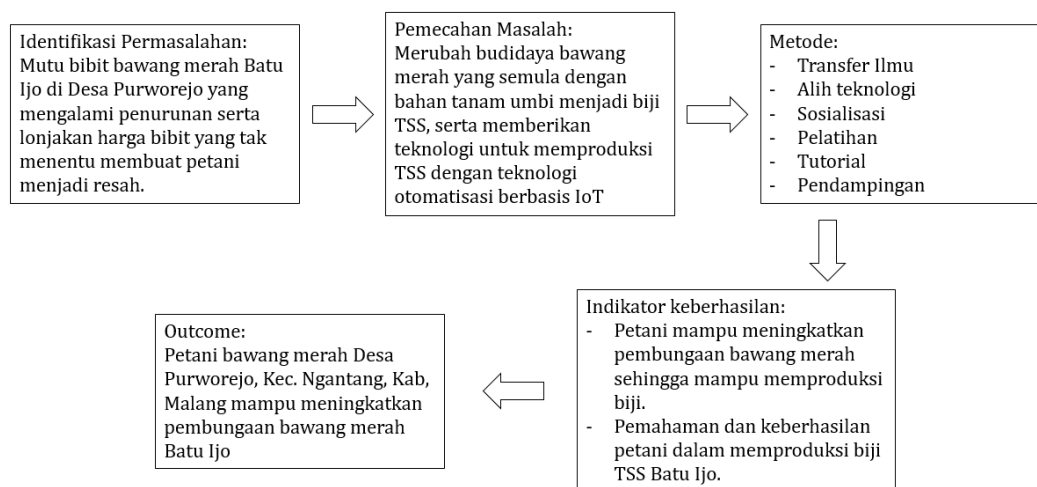 Identifikasi Permasalahan:
Mutu bibit bawang merah Batu
Ijo di Desa Purworejo yang
mengalami penurunan serta
lonjakan harga bibit yang tak
menentu membuat petani
menjadi resah.
Pemecahan Masalah:
Merubah budidaya bawang
merah yang semula dengan
bahan tanam umbi menjadi biji
TSS, serta memberikan
teknologi untuk memproduksi
TSS dengan teknologi
otomatisasi berbasis IoT
Metode:
- Transfer Ilmu
- Alih teknologi
- Sosialisasi
- Pelatihan
- Tutorial
- Pendampingan
Indikator keberhasilan:
- Petani mampu meningkatkan
pembungaan bawang merah
sehingga mampu memproduksi
biji.
- Pemahaman dan keberhasilan
petani dalam memproduksi biji
TSS Batu Ijo.
Outcome:
Petani bawang merah Desa
Purworejo, Kec. Ngantang, Kab,
Malang mampu meningkatkan
pembungaan bawang merah
Batu Ijo